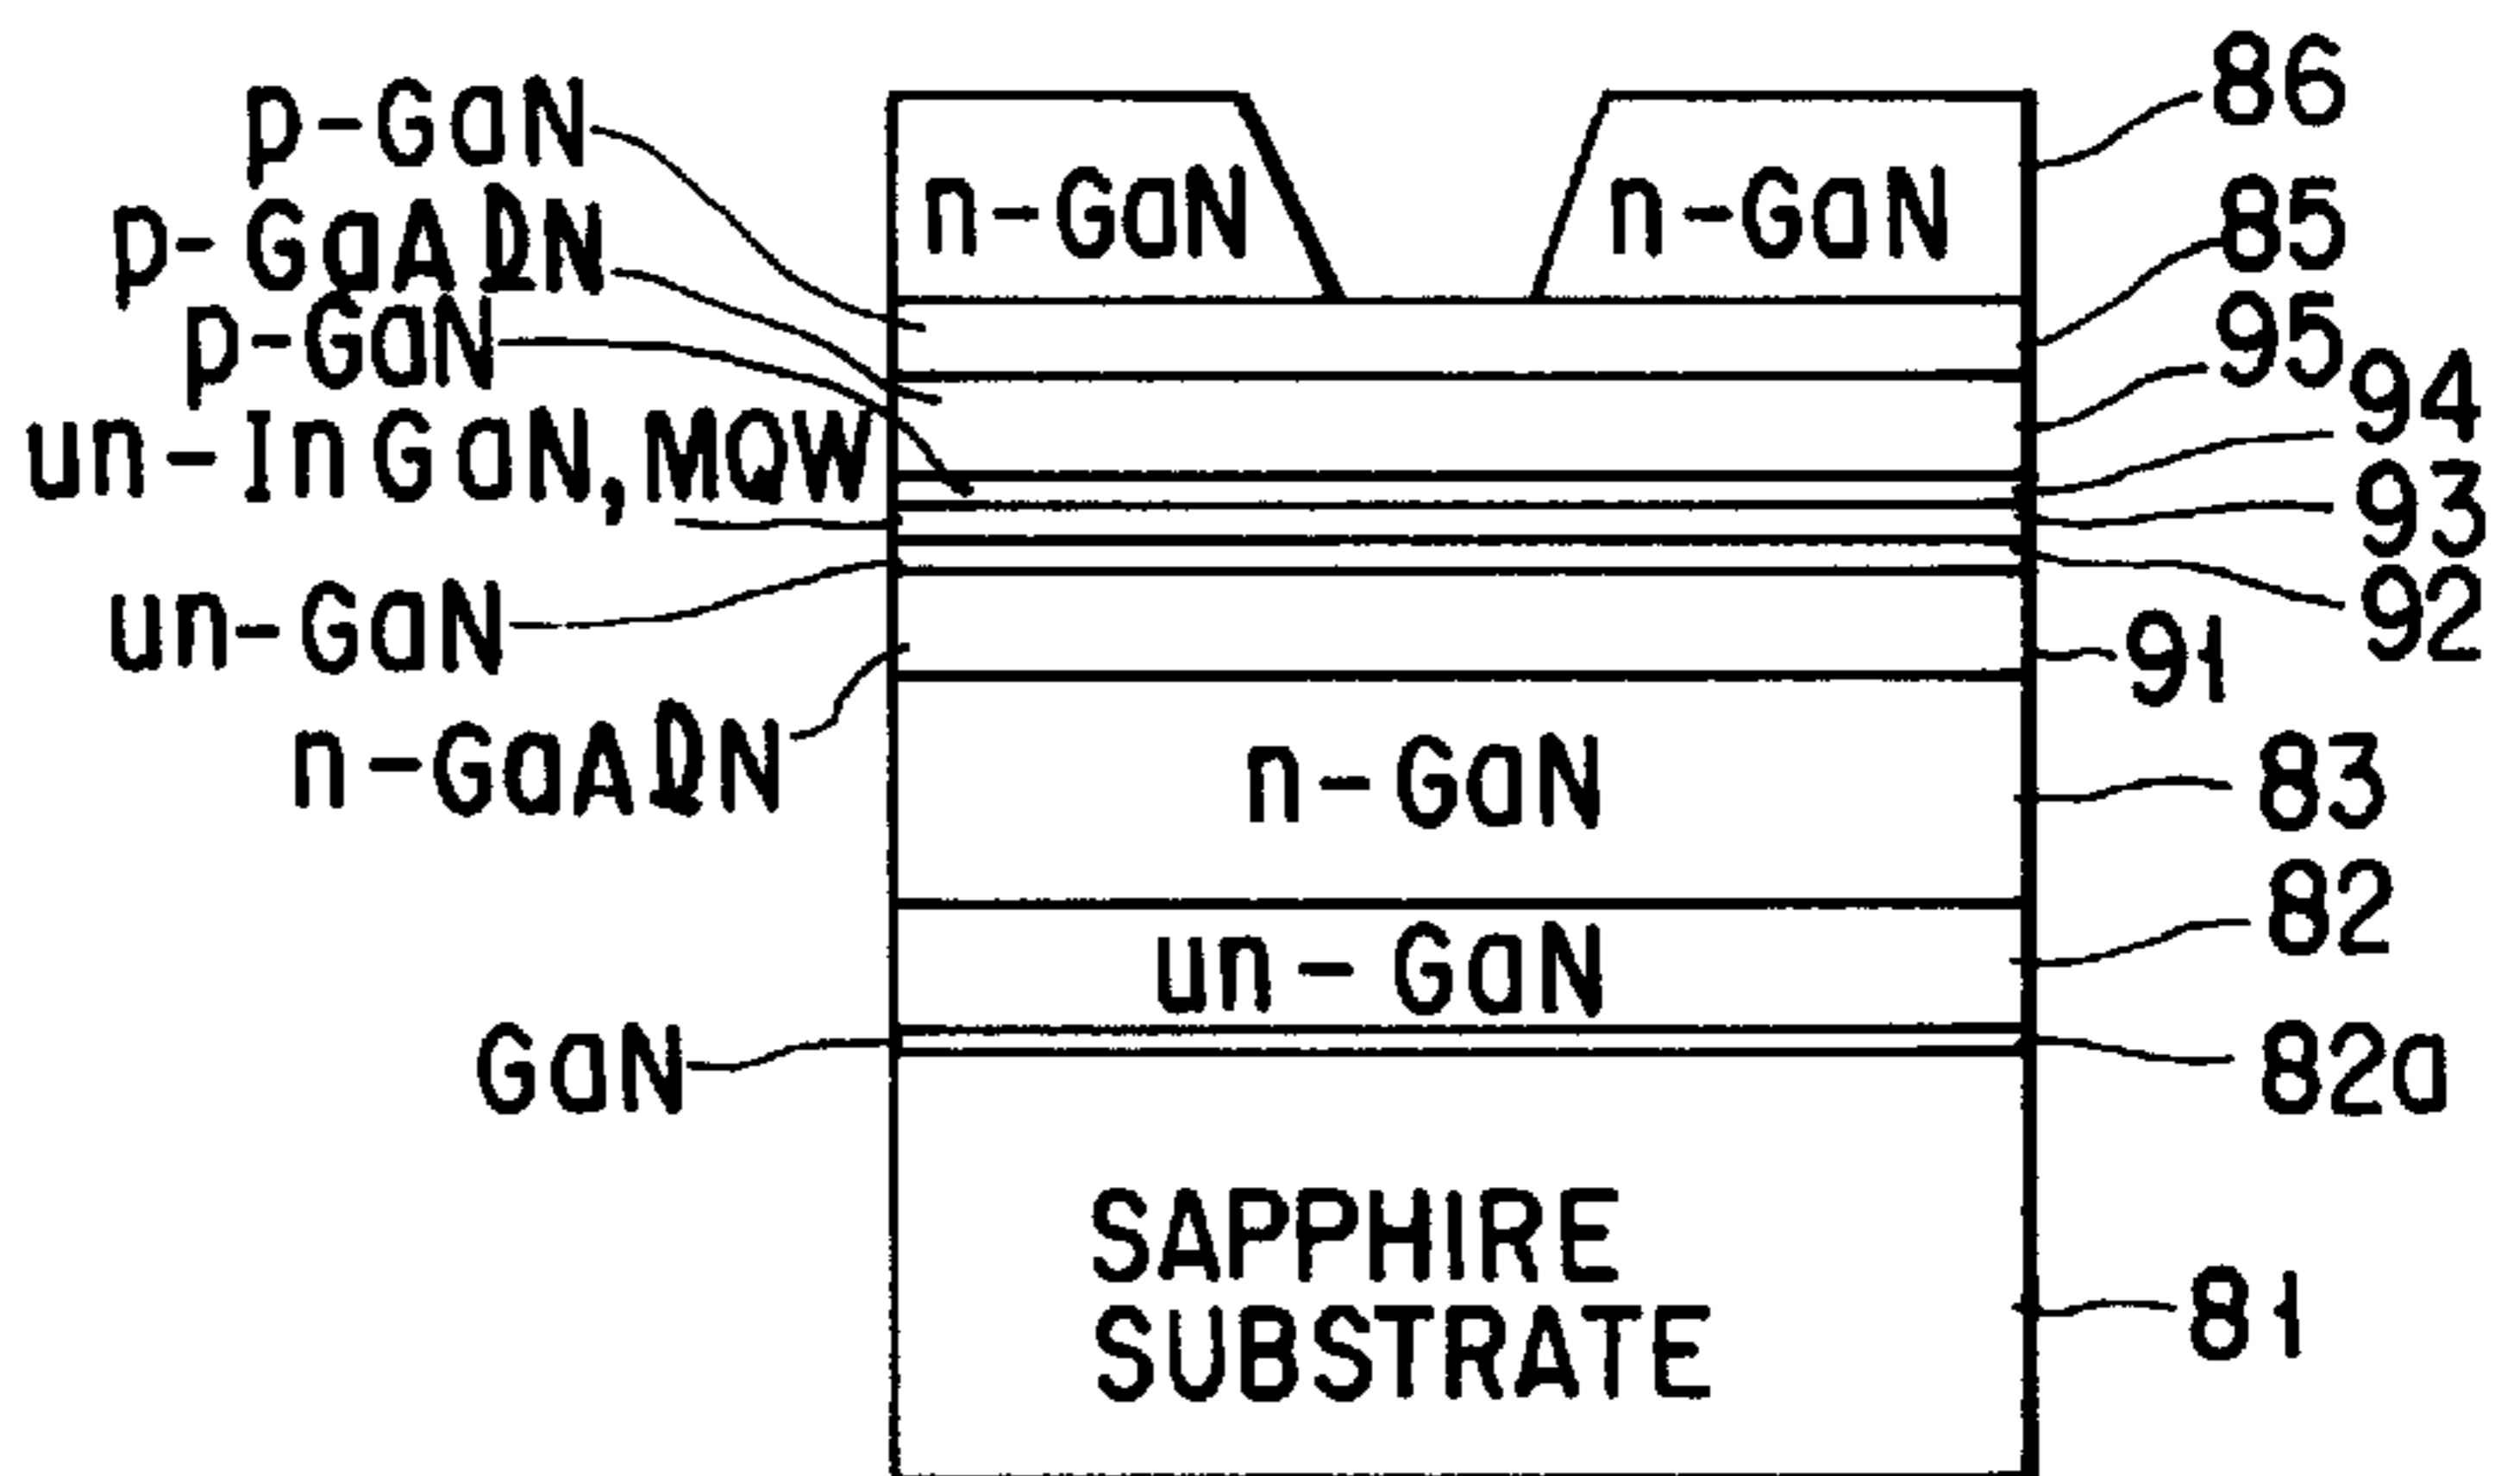 p-GaN
n-GaN
n-GaN
86
p-GaAlN
85
p-GaN
95
un-InGaN,MQW
94
93
un-GaN
92
91
n-GaAlN
n-GaN
83
un-GaN
82
GaN
82a
SAPPHIRE
SUBSTRATE
81